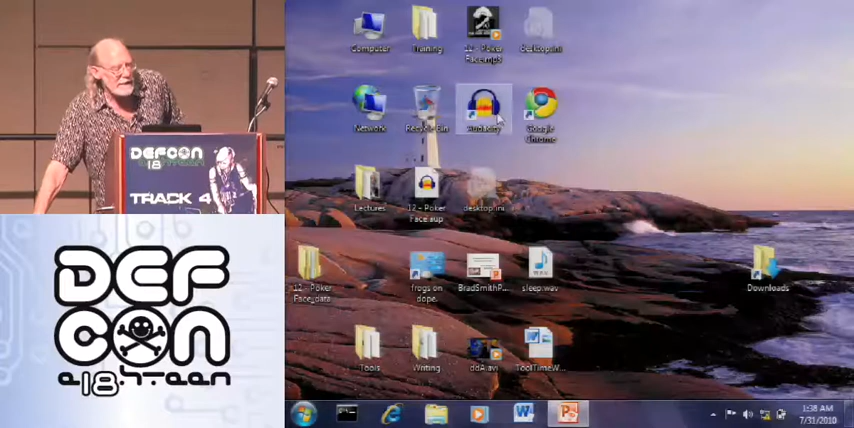 DEFCON
18
TRACK 4
DEF
CON
18
Computer
Training
12 - Poker
Face.mp3
desktop.ini
Network
Recycle Bin
Audacity
Google
Chrome
Lectures
12 - Poker
Face.aup
desktop.ini
12 - Poker
Face_data
frogs on
dope.
BradSmithP...
sleep.wav
Downloads
Tools
Writing
ddA.avi
ToolTimeW...
1:38 AM
7/31/2010